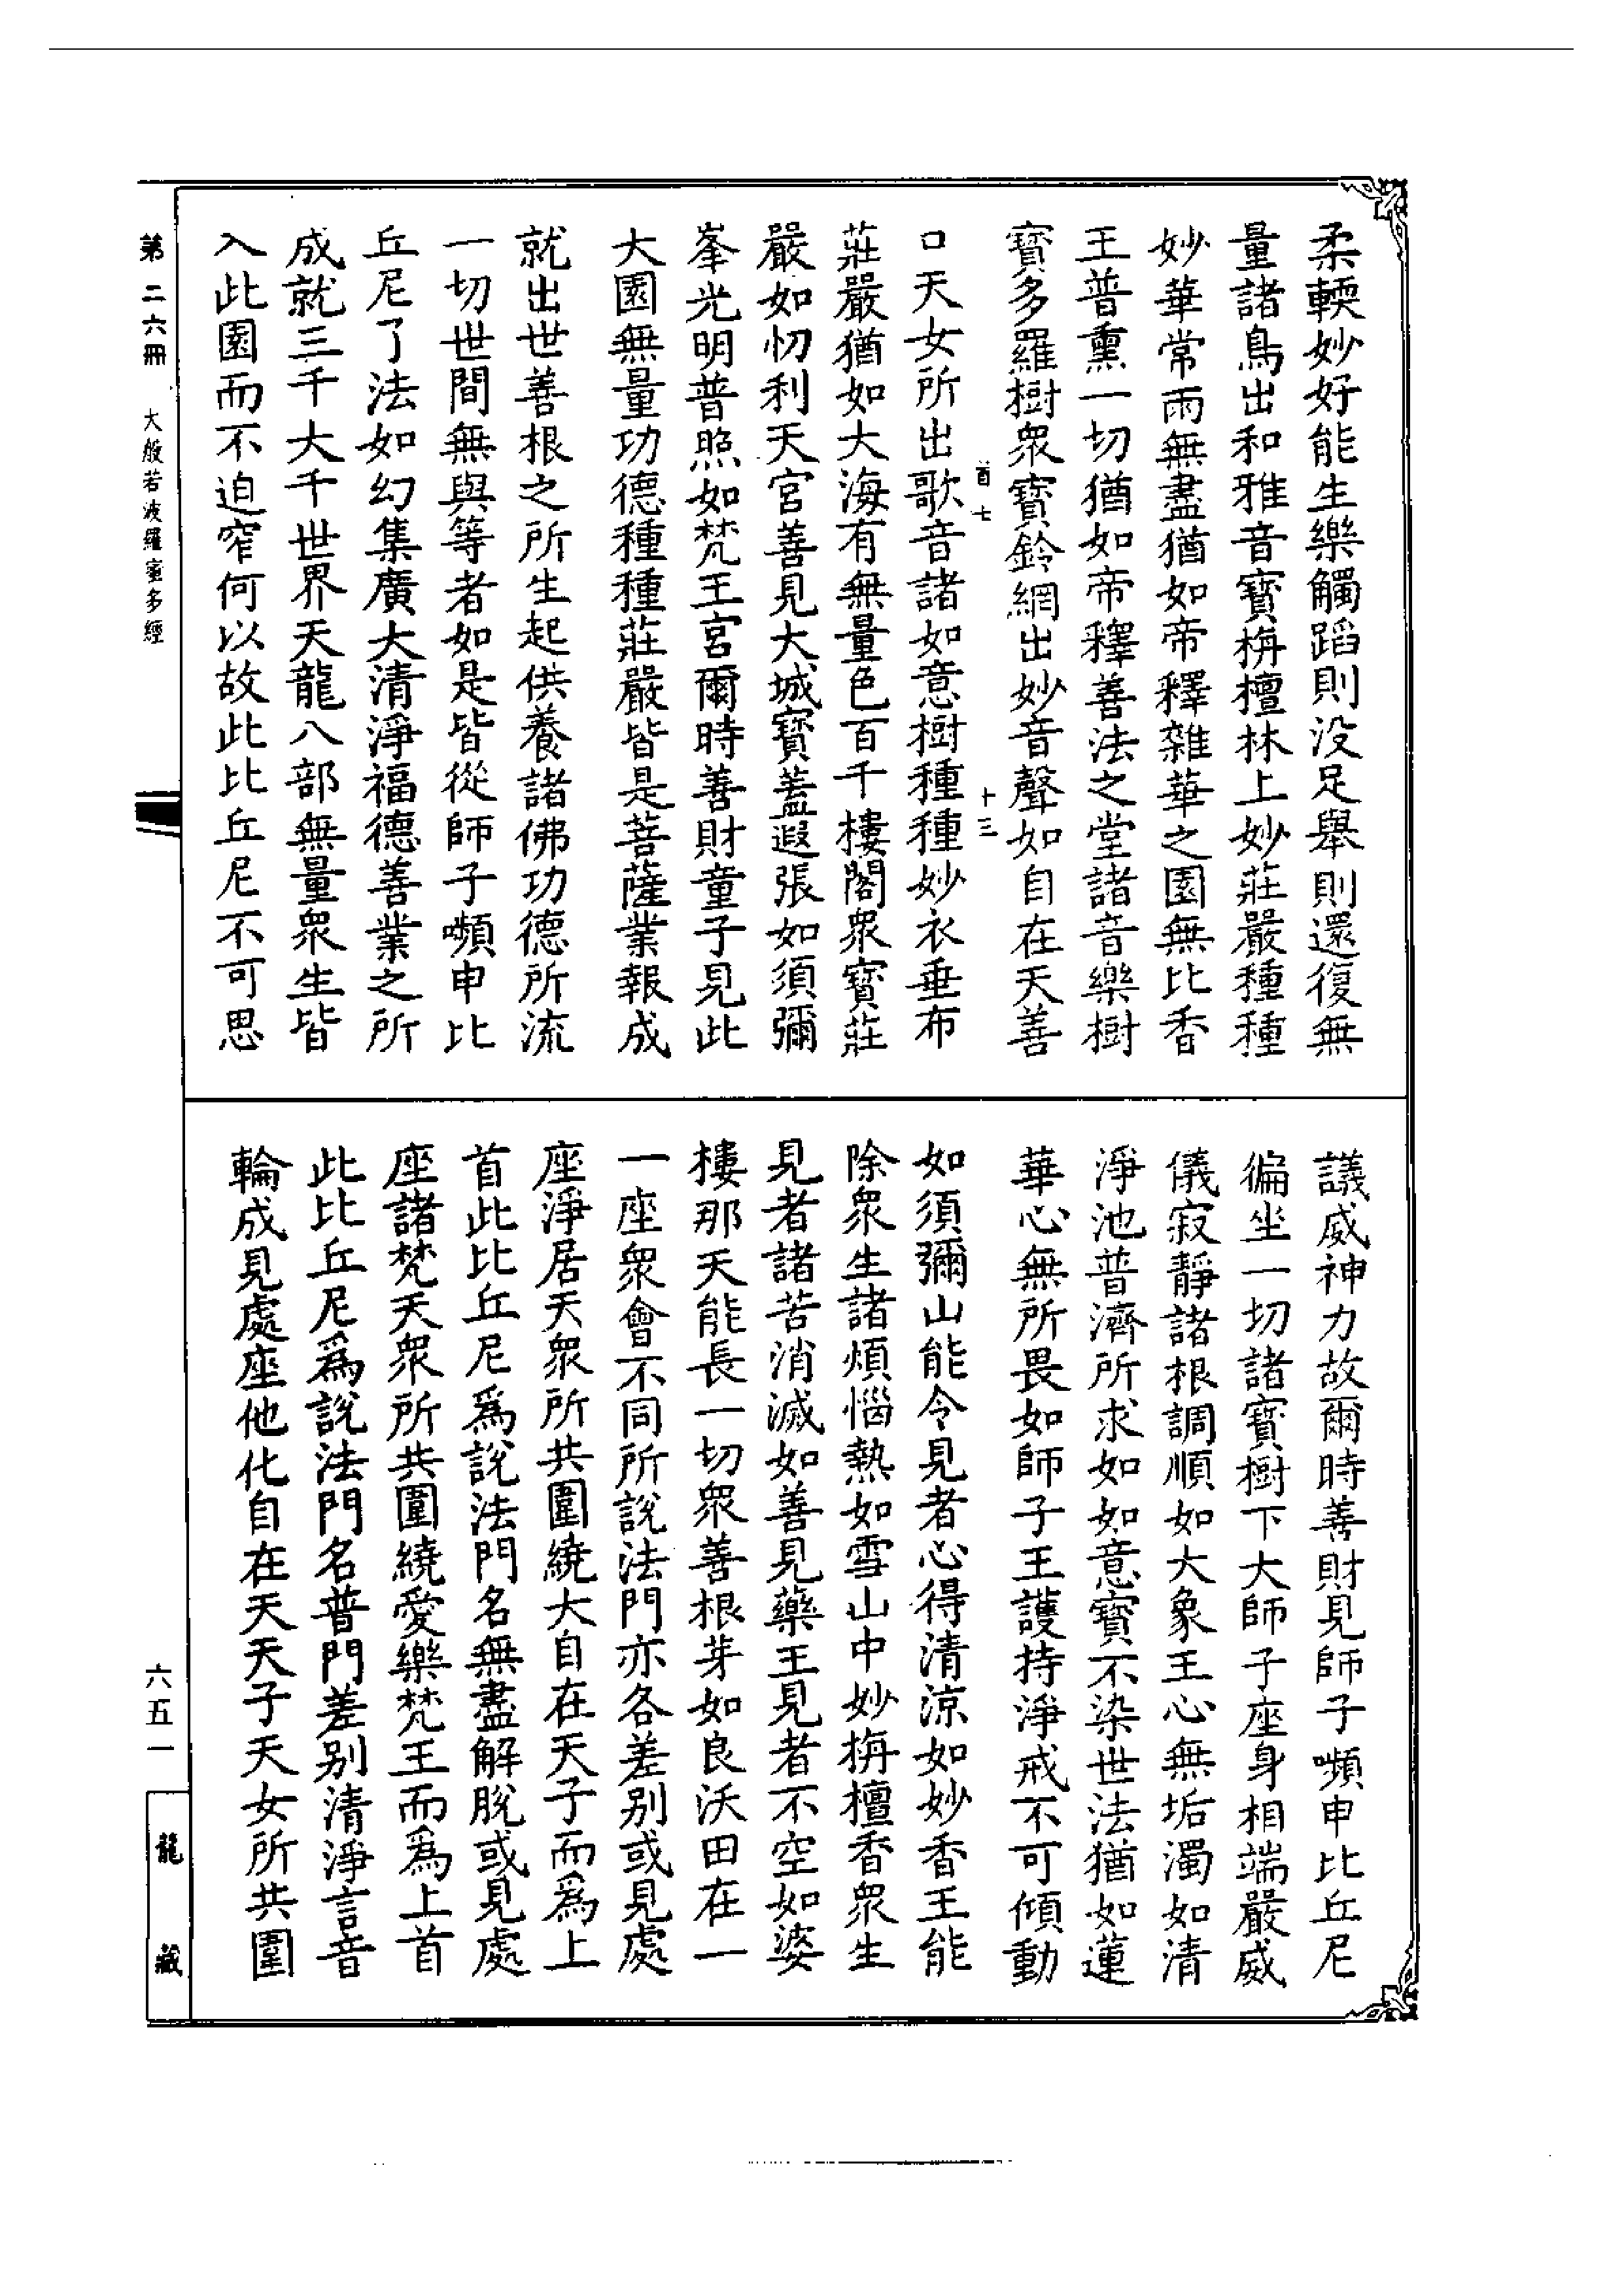 柔輭妙好能生樂觸蹈則没足舉則還復無
量諸鳥出和雅音寶栴檀林上妙莊嚴種種
妙華常雨無盡猶如帝釋雜華之園無比香
王普熏一切猶如帝釋善法之堂諸音樂樹
寶多羅樹衆寶鈴網出妙音聲如自在天善
首七　十三
口天女所出歌音諸如意樹種種妙衣垂布
莊嚴猶如大海有無量色百千樓閣衆寶莊
嚴如忉利天宮善見大城寶蓋遐張如須彌
峯光明普照如梵王宮爾時善財童子見此
大園無量功德種種莊嚴皆是菩薩業報成
就出世善根之所生起供養諸佛功德所流
一切世間無與等者如是皆從師子嚬申比
丘尼了法如幻集廣大清淨福德善業之所
成就三千大千世界天龍八部無量衆生皆
入此園而不迫窄何以故此比丘尼不可思
議威神力故爾時善財見師子嚬申比丘尼
徧坐一切諸寶樹下大師子座身相端嚴威
儀寂靜諸根調順如大象王心無垢濁如清
淨池普濟所求如如意寶不染世法猶如蓮
華心無所畏如師子王護持淨戒不可傾動
如須彌山能令見者心得清涼如妙香王能
除衆生諸煩惱熱如雪山中妙栴檀香衆生
見者諸苦消滅如善見藥王見者不空如婆
樓那天能長一切衆善根芽如良沃田在一
一座衆會不同所說法門亦各差别或見處
座淨居天衆所共圍繞大自在天子而爲上
首此比丘尼爲說法門名無盡解脫或見處
座諸梵天衆所共圍繞愛樂梵王而爲上首
此比丘尼爲說法門名普門差别清淨言音
輪成見處座他化自在天天子天女所共圍
第二六冊　大般若波羅蜜多經
六五一
龍藏